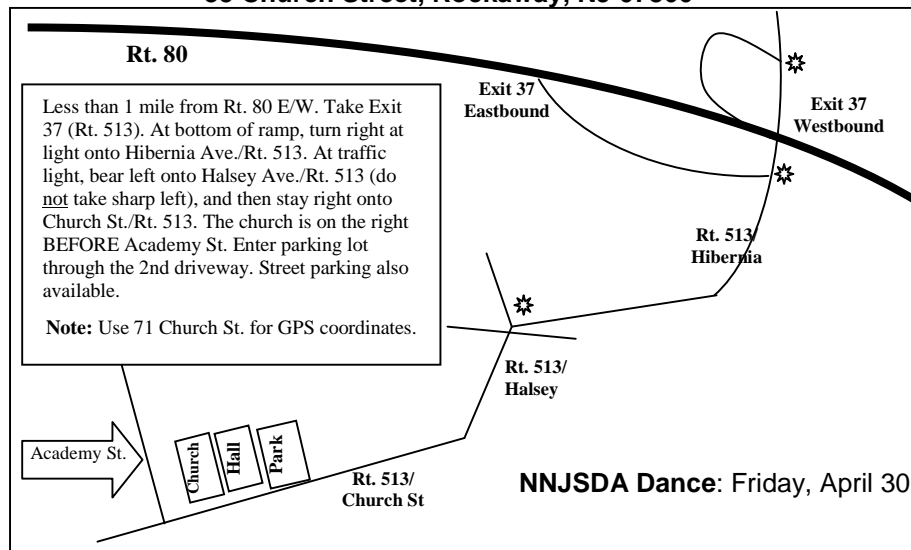 Rt. 80
Less than 1 mile from Rt. 80 E/W. Take Exit
37 (Rt. 513). At bottom of ramp, turn right at
light onto Hibernia Ave./Rt. 513. At traffic
light, bear left onto Halsey Ave./Rt. 513 (do
not take sharp left), and then stay right onto
Church St./Rt. 513. The church is on the right
BEFORE Academy St. Enter parking lot
through the 2nd driveway. Street parking also
available.
Note: Use 71 Church St. for GPS coordinates.
Exit 37
Eastbound
Exit 37
Westbound
Rt. 513/
Hibernia
Rt. 513/
Halsey
Academy St.
Church
Hall
Park
Rt. 513/
Church St
NNJSDA Dance: Friday, April 30